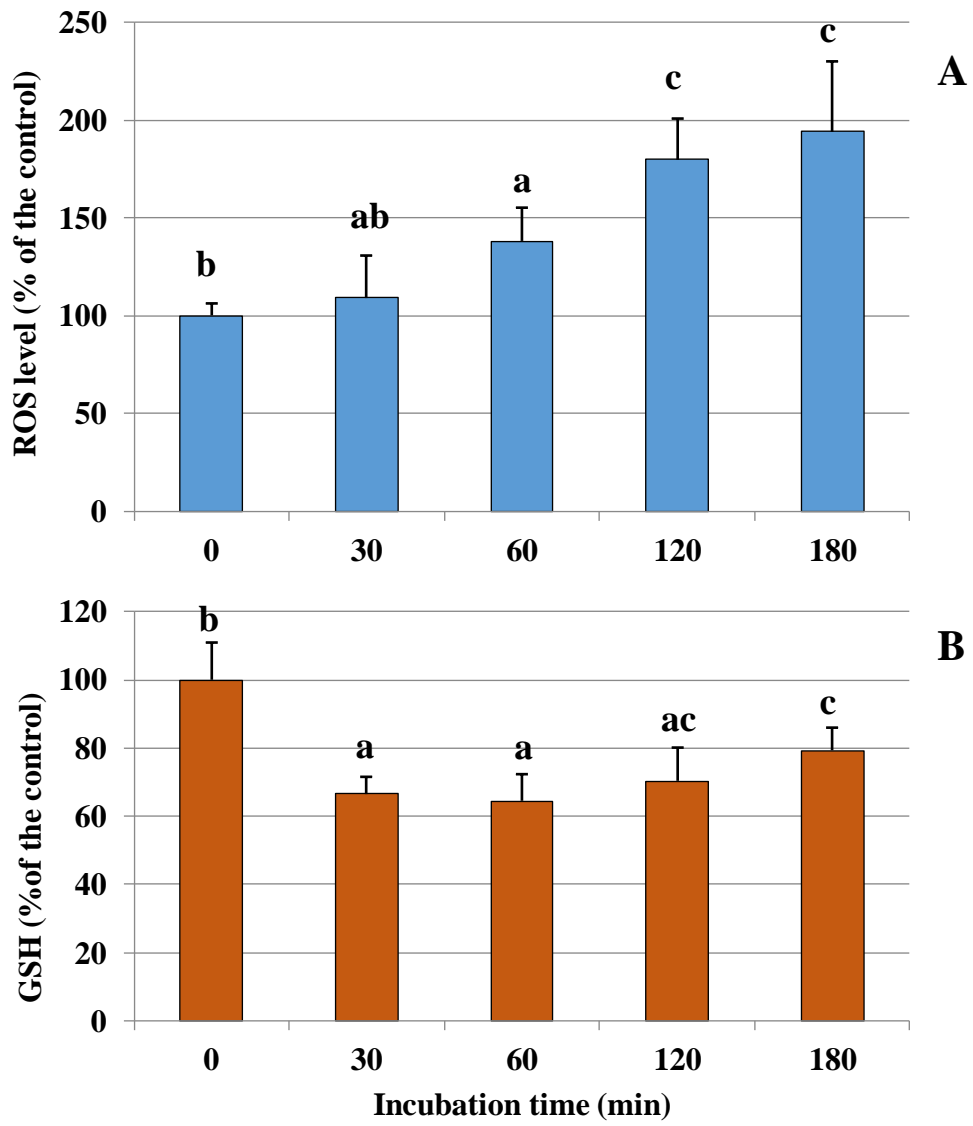 250
200
150
100
50
0
ROS level (% of the control)
b
ab
a
c
c
A
0 30 60 120 180
120
100
80
60
40
20
0
GSH (%of the control)
b
a
a
ac
c
B
0 30 60 120 180
Incubation time (min)